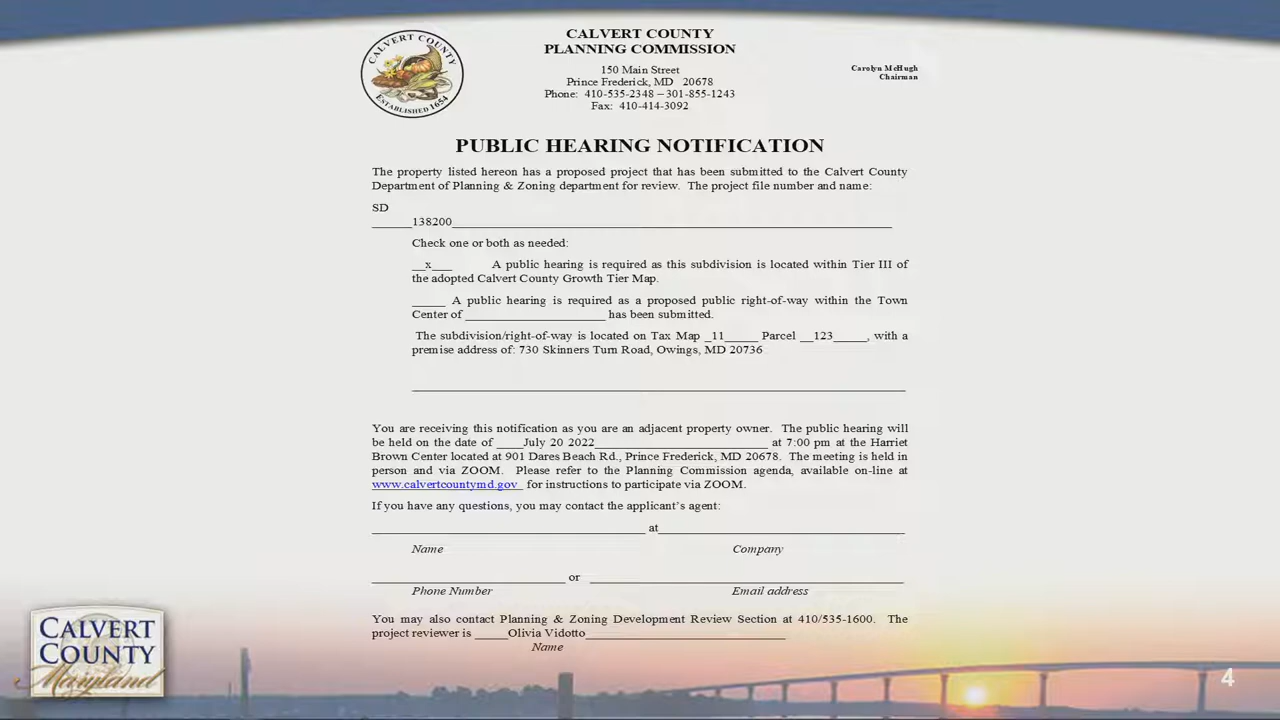 CALVERT COUNTY
ESTABLISHED 1654
CALVERT COUNTY
PLANNING COMMISSION
150 Main Street
Prince Frederick, MD 20678
Phone: 410-535-2348 – 301-855-1243
Fax: 410-414-3092
Carolyn McHugh
Chairman
PUBLIC HEARING NOTIFICATION
The property listed hereon has a proposed project that has been submitted to the Calvert County
Department of Planning & Zoning department for review. The project file number and name:
SD
______138200______
Check one or both as needed:
__x___ A public hearing is required as this subdivision is located within Tier III of
the adopted Calvert County Growth Tier Map.
_____ A public hearing is required as a proposed public right-of-way within the Town
Center of ______ has been submitted.
The subdivision/right-of-way is located on Tax Map _11_____ Parcel __123_____, with a
premise address of: 730 Skinners Turn Road, Owings, MD 20736
You are receiving this notification as you are an adjacent property owner. The public hearing will
be held on the date of ____July 20 2022______ at 7:00 pm at the Harriet
Brown Center located at 901 Dares Beach Rd., Prince Frederick, MD 20678. The meeting is held in
person and via ZOOM. Please refer to the Planning Commission agenda, available on-line at
www.calvertcountymd.gov for instructions to participate via ZOOM.
If you have any questions, you may contact the applicant's agent:
______ at______
Name Company
______ or ______
Phone Number Email address
You may also contact Planning & Zoning Development Review Section at 410/535-1600. The
project reviewer is _____Olivia Vidotto______
Name
CALVERT
COUNTY
Maryland
4